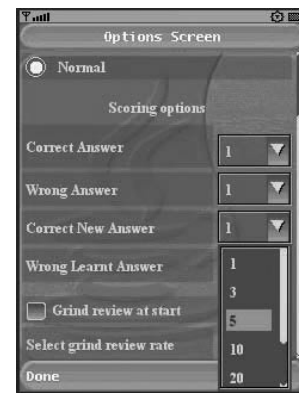 Options Screen
Normal
Scoring options
Correct Answer 1
Wrong Answer 1
Correct New Answer 1
Wrong Learnt Answer 1
3
Grind review at start 5
Select grind review rate 10
Done 20